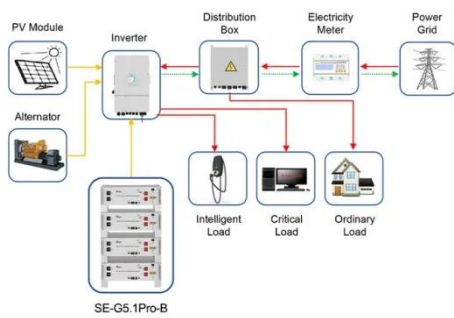 PV Module
Inverter
Distribution
Box
Electricity
Meter
Power
Grid
Alternator
Intelligent
Load
Critical
Load
Ordinary
Load
SE-G5.1Pro-B